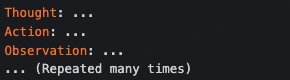 Thought: ...
Action: ...
Observation: ...
... (Repeated many times)